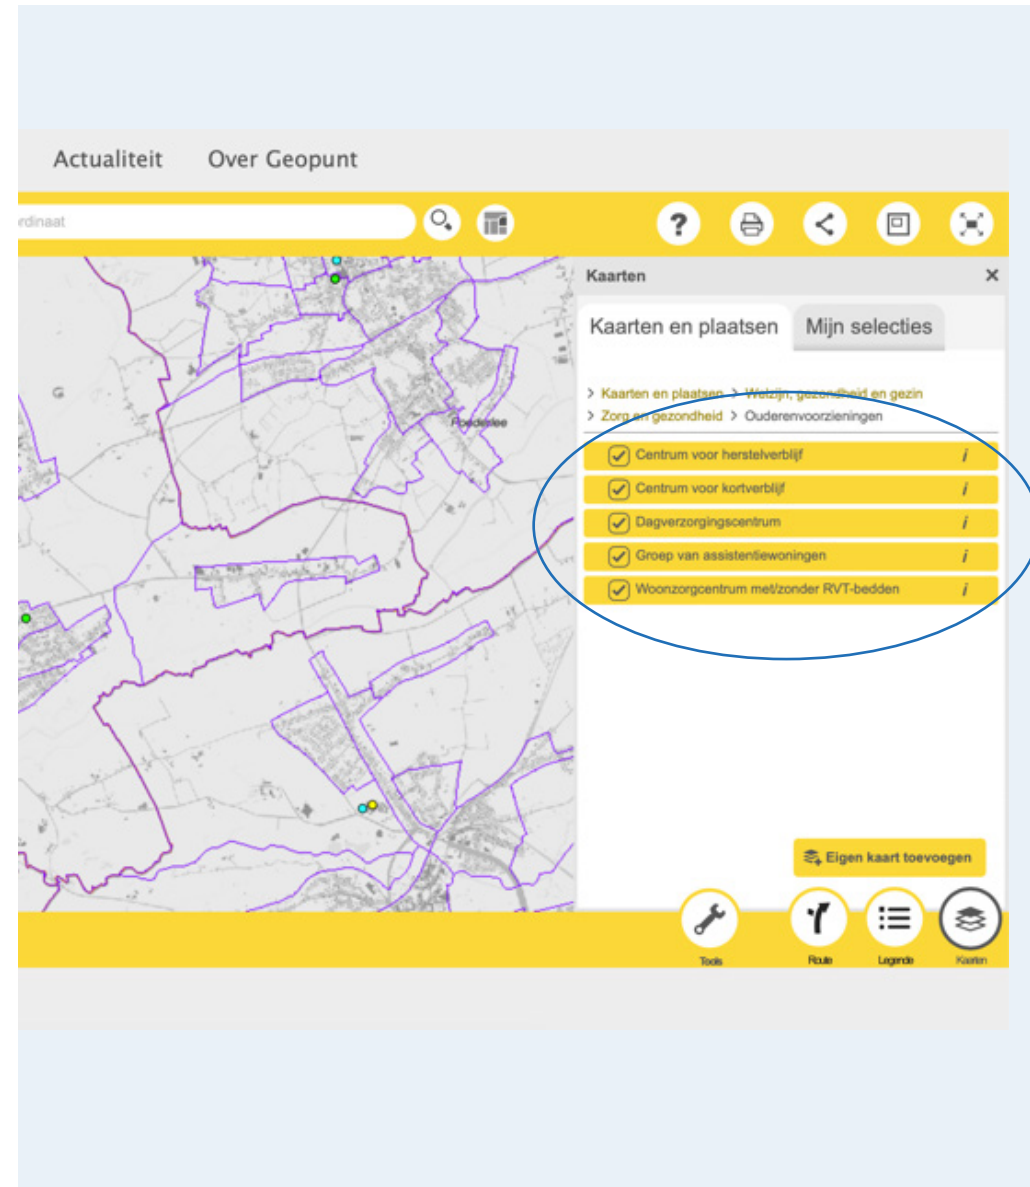 Actualiteit Over Geopunt
rdinaat
?
Kaarten ×
Kaarten en plaatsen Mijn selecties
> Kaarten en plaatsen > Welzijn, gezondheid en gezin
> Zorg en gezondheid > Ouderenvoorzieningen
Centrum voor herstelverblijf i
Centrum voor kortverblijf i
Dagverzorgingscentrum i
Groep van assistentiewoningen i
Woonzorgcentrum met/zonder RVT-bedden i
G
Poederlee
Eigen kaart toevoegen
Tools Route Legende Kaarten